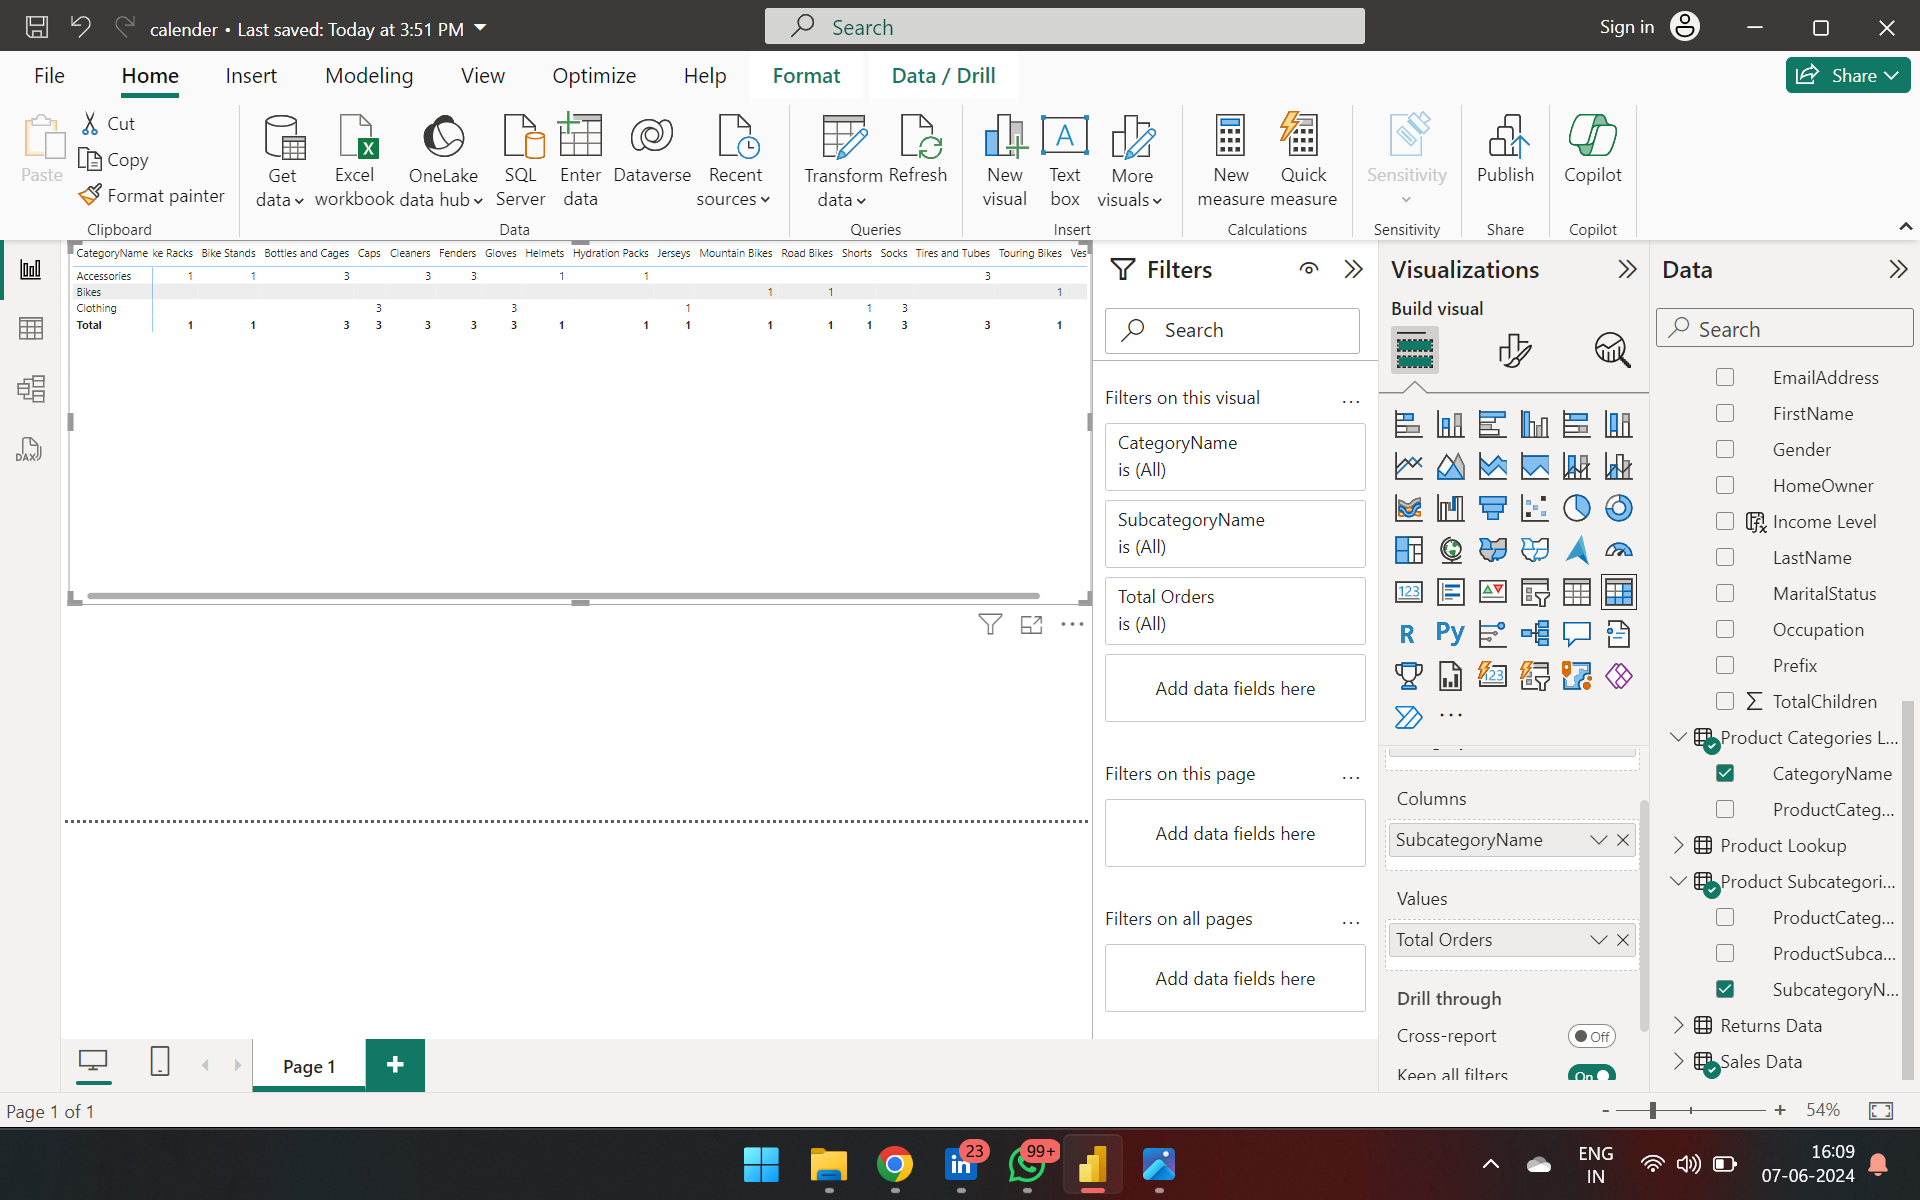 calender • Last saved: Today at 3:51 PM
Search
Sign in
File
Home
Insert
Modeling
View
Optimize
Help
Format
Data / Drill
Share
Paste
Cut
Copy
Format painter
Clipboard
Get data
Excel workbook
OneLake data hub
SQL Server
Enter data
Dataverse
Recent sources
Data
Transform data
Refresh
Queries
New visual
A
Text box
More visuals
Insert
New measure
Quick measure
Calculations
Sensitivity
Sensitivity
Publish
Share
Copilot
Copilot
CategoryName ke Racks Bike Stands Bottles and Cages Caps Cleaners Fenders Gloves Helmets Hydration Packs Jerseys Mountain Bikes Road Bikes Shorts Socks Tires and Tubes Touring Bikes Ves
Accessories 1 1 3 3 3 1 1 3
Bikes 1 1 1
Clothing 3 3 1 1 3
Total 1 1 3 3 3 3 3 1 1 1 1 1 1 3 3 1
DAX
Filters
Search
Filters on this visual ...
CategoryName
is (All)
SubcategoryName
is (All)
Total Orders
is (All)
Add data fields here
Filters on this page ...
Add data fields here
Filters on all pages ...
Add data fields here
Visualizations
Build visual
123
R
Py
123
...
Columns
SubcategoryName
Values
Total Orders
Drill through
Cross-report
Off
Keep all filters
On
Data
Search
EmailAddress
FirstName
Gender
HomeOwner
Income Level
LastName
MaritalStatus
Occupation
Prefix
TotalChildren
Product Categories L...
CategoryName
ProductCateg...
Product Lookup
Product Subcategori...
ProductCateg...
ProductSubca...
SubcategoryN...
Returns Data
Sales Data
Page 1
+
Page 1 of 1
- + 54%
23
99+
ENG
IN
16:09
07-06-2024